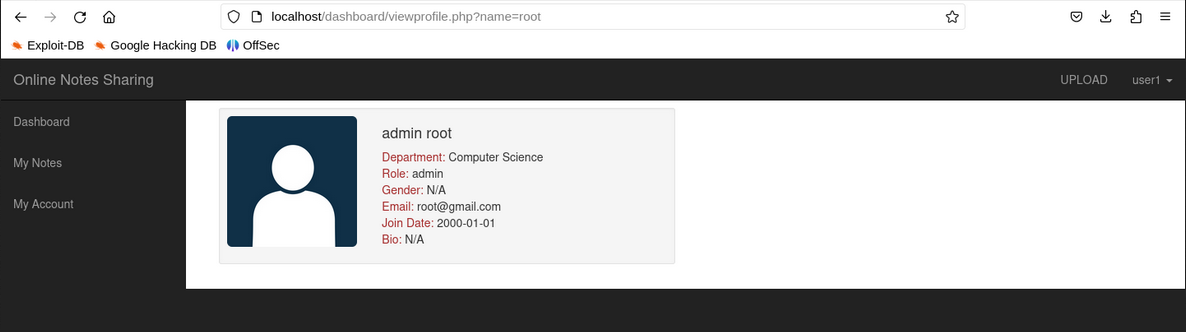 localhost/dashboard/viewprofile.php?name=root
Exploit-DB Google Hacking DB OffSec
Online Notes Sharing UPLOAD user1
Dashboard
My Notes
My Account
admin root
Department: Computer Science
Role: admin
Gender: N/A
Email: root@gmail.com
Join Date: 2000-01-01
Bio: N/A